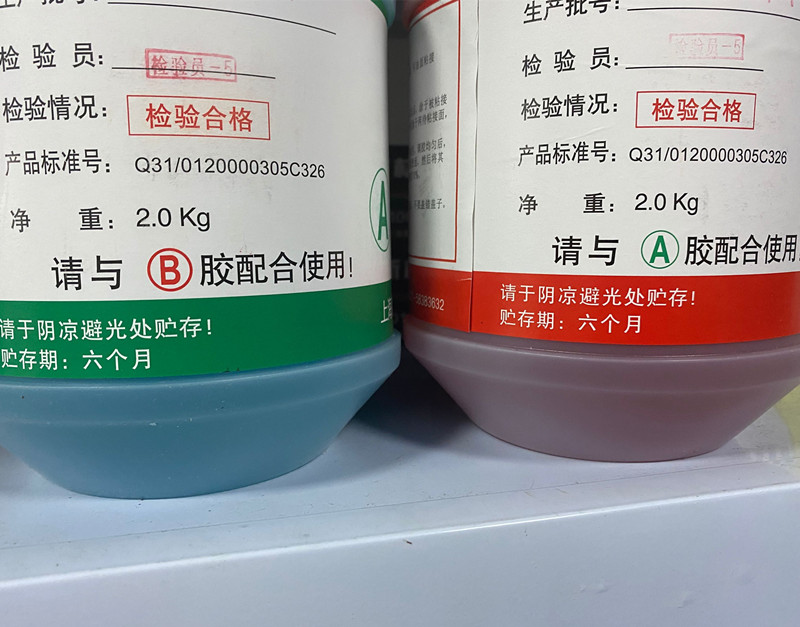 生产批号:
检 验 员: 检验员-5
检验情况: 检验合格
产品标准号: Q31/0120000305C326
净 重: 2.0 Kg
请与 B 胶配合使用!
请于阴凉避光处贮存!
贮存期: 六个月
A
上
生产批号:
检 验 员: 检验员-5
检验情况: 检验合格
产品标准号: Q31/0120000305C326
净 重: 2.0 Kg
请与 A 胶配合使用
请于阴凉避光处贮存!
贮存期: 六个月